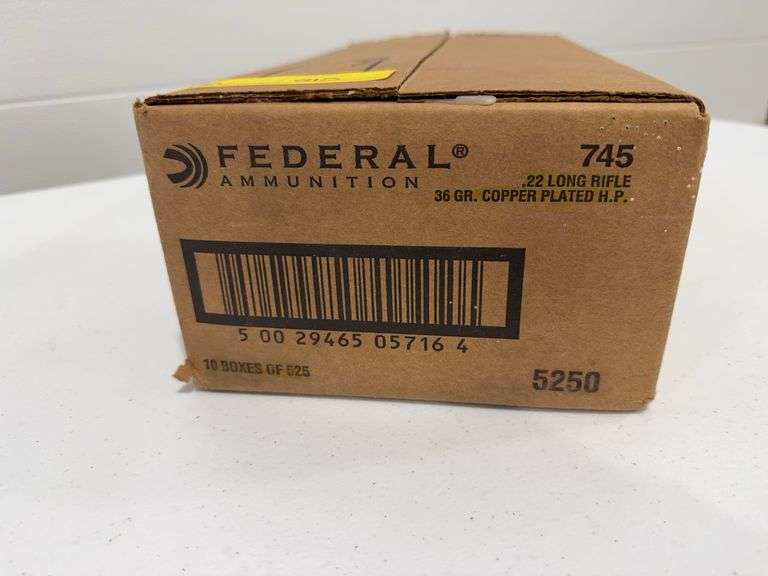 FEDERAL®
AMMUNITION
745
.22 LONG RIFLE
36 GR. COPPER PLATED H.P.
5 00 29465 05716 4
10 BOXES OF 525
5250